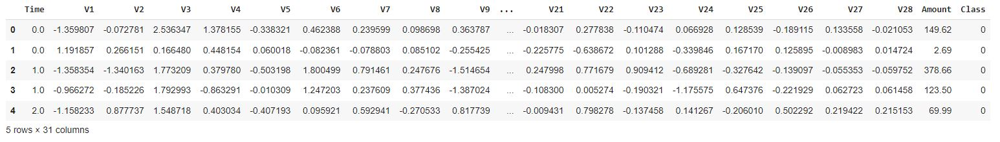 Time V1 V2 V3 V4 V5 V6 V7 V8 V9 ... V21 V22 V23 V24 V25 V26 V27 V28 Amount Class
0 0.0 -1.359807 -0.072781 2.536347 1.378155 -0.338321 0.462388 0.239599 0.098698 0.363787 ... -0.018307 0.277838 -0.110474 0.066928 0.128539 -0.189115 0.133558 -0.021053 149.62 0
1 0.0 1.191857 0.266151 0.166480 0.448154 0.060018 -0.082361 -0.078803 0.085102 -0.255425 ... -0.225775 -0.638672 0.101288 -0.339846 0.167170 0.125895 -0.008983 0.014724 2.69 0
2 1.0 -1.358354 -1.340163 1.773209 0.379780 -0.503198 1.800499 0.791461 0.247676 -1.514654 ... 0.247998 0.771679 0.909412 -0.689281 -0.327642 -0.139097 -0.055353 -0.059752 378.66 0
3 1.0 -0.966272 -0.185226 1.792993 -0.863291 -0.010309 1.247203 0.237609 0.377436 -1.387024 ... -0.108300 0.005274 -0.190321 -1.175575 0.647376 -0.221929 0.062723 0.061458 123.50 0
4 2.0 -1.158233 0.877737 1.548718 0.403034 -0.407193 0.095921 0.592941 -0.270533 0.817739 ... -0.009431 0.798278 -0.137458 0.141267 -0.206010 0.502292 0.219422 0.215153 69.99 0
5 rows × 31 columns